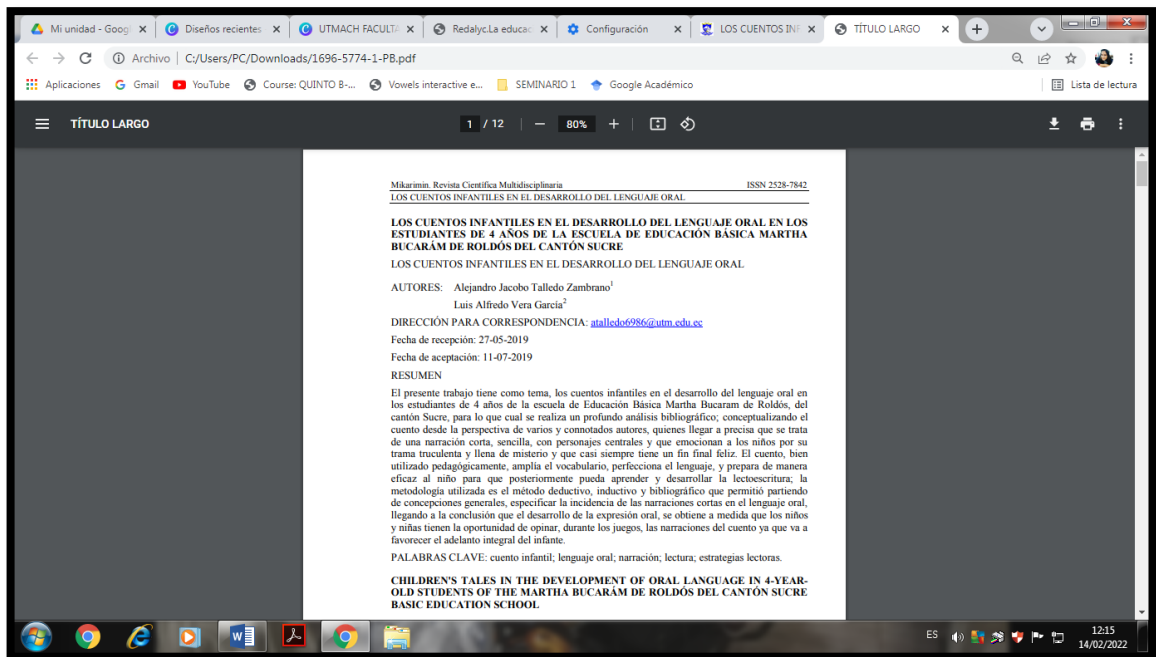 Mi unidad - Goog
Diseños recientes
UTMACH FACULTA
Redalyc.La educac
Configuración
LOS CUENTOS INF
TÍTULO LARGO
Archivo | C:/Users/PC/Downloads/1696-5774-1-PB.pdf
Aplicaciones
Gmail
YouTube
Course: QUINTO B-...
Vowels interactive e...
SEMINARIO 1
Google Académico
Lista de lectura
TÍTULO LARGO
1 / 12
80%
Mikarimin. Revista Científica Multidisciplinaria ISSN 2528-7842
LOS CUENTOS INFANTILES EN EL DESARROLLO DEL LENGUAJE ORAL
LOS CUENTOS INFANTILES EN EL DESARROLLO DEL LENGUAJE ORAL EN LOS
ESTUDIANTES DE 4 AÑOS DE LA ESCUELA DE EDUCACIÓN BÁSICA MARTHA
BUCARÁM DE ROLDÓS DEL CANTÓN SUCRE
LOS CUENTOS INFANTILES EN EL DESARROLLO DEL LENGUAJE ORAL
AUTORES: Alejandro Jacobo Talledo Zambrano1
Luis Alfredo Vera García2
DIRECCIÓN PARA CORRESPONDENCIA: atalledo6986@utm.edu.ec
Fecha de recepción: 27-05-2019
Fecha de aceptación: 11-07-2019
RESUMEN
El presente trabajo tiene como tema, los cuentos infantiles en el desarrollo del lenguaje oral en
los estudiantes de 4 años de la escuela de Educación Básica Martha Bucaram de Roldós, del
cantón Sucre, para lo que cual se realiza un profundo análisis bibliográfico; conceptualizando el
cuento desde la perspectiva de varios y connotados autores, quienes llegar a precisa que se trata
de una narración corta, sencilla, con personajes centrales y que emocionan a los niños por su
trama truculenta y llena de misterio y que casi siempre tiene un fin final feliz. El cuento, bien
utilizado pedagógicamente, amplía el vocabulario, perfecciona el lenguaje, y prepara de manera
eficaz al niño para que posteriormente pueda aprender y desarrollar la lectoescritura; la
metodología utilizada es el método deductivo, inductivo y bibliográfico que permitió partiendo
de concepciones generales, especificar la incidencia de las narraciones cortas en el lenguaje oral,
llegando a la conclusión que el desarrollo de la expresión oral, se obtiene a medida que los niños
y niñas tienen la oportunidad de opinar, durante los juegos, las narraciones del cuento ya que va a
favorecer el adelanto integral del infante.
PALABRAS CLAVE: cuento infantil; lenguaje oral; narración; lectura; estrategias lectoras.
CHILDREN'S TALES IN THE DEVELOPMENT OF ORAL LANGUAGE IN 4-YEAR-
OLD STUDENTS OF THE MARTHA BUCARÁM DE ROLDÓS DEL CANTÓN SUCRE
BASIC EDUCATION SCHOOL
ES
12:15
14/02/2022